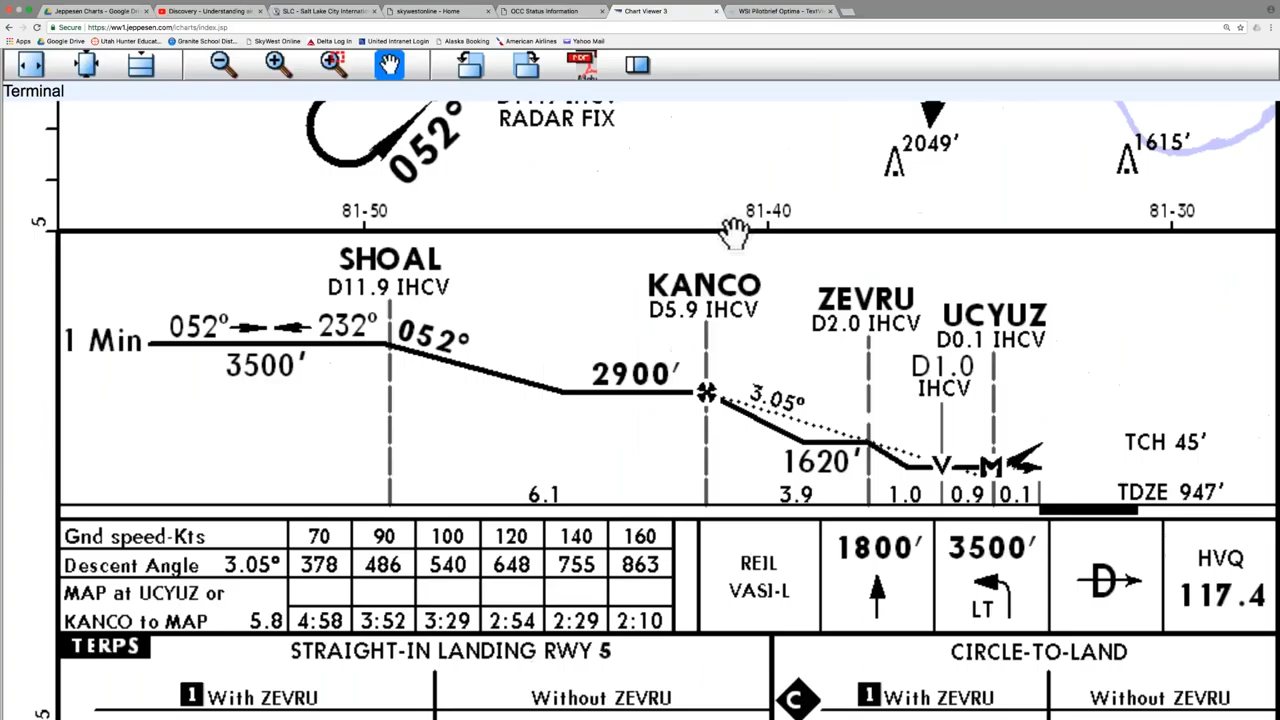 Jeppesen Charts - Google Dri
Discovery - Understanding ai
SLC - Salt Lake City Internati
skywestonline - Home
OCC Status Information
Chart Viewer 3
WSI Pilotbrief Optima - TextVi
Secure https://ww1.jeppesen.com/icharts/index.jsp
Apps Google Drive Utah Hunter Educat... Granite School Dist... SkyWest Online Delta Log in United Intranet Login Alaska Booking American Airlines Yahoo Mail
PDF
Terminal
RADAR FIX
052°
2049'
1615'
5
81-50
81-40
81-30
SHOAL
D11.9 IHCV
KANCO
D5.9 IHCV
ZEVRU
D2.0 IHCV
UCYUZ
D0.1 IHCV
D1.0
IHCV
1 Min
052°
232°
052°
3500'
2900'
3.05°
1620'
V
M
TCH 45'
TDZE 947'
6.1
3.9
1.0
0.9
0.1
Gnd speed-Kts 70 90 100 120 140 160
Descent Angle 3.05° 378 486 540 648 755 863
MAP at UCYUZ or
KANCO to MAP 5.8 4:58 3:52 3:29 2:54 2:29 2:10
REIL
VASI-L
1800'
3500'
LT
D
HVQ
117.4
TERPS
STRAIGHT-IN LANDING RWY 5
CIRCLE-TO-LAND
1 With ZEVRU
Without ZEVRU
C
1 With ZEVRU
Without ZEVRU
5